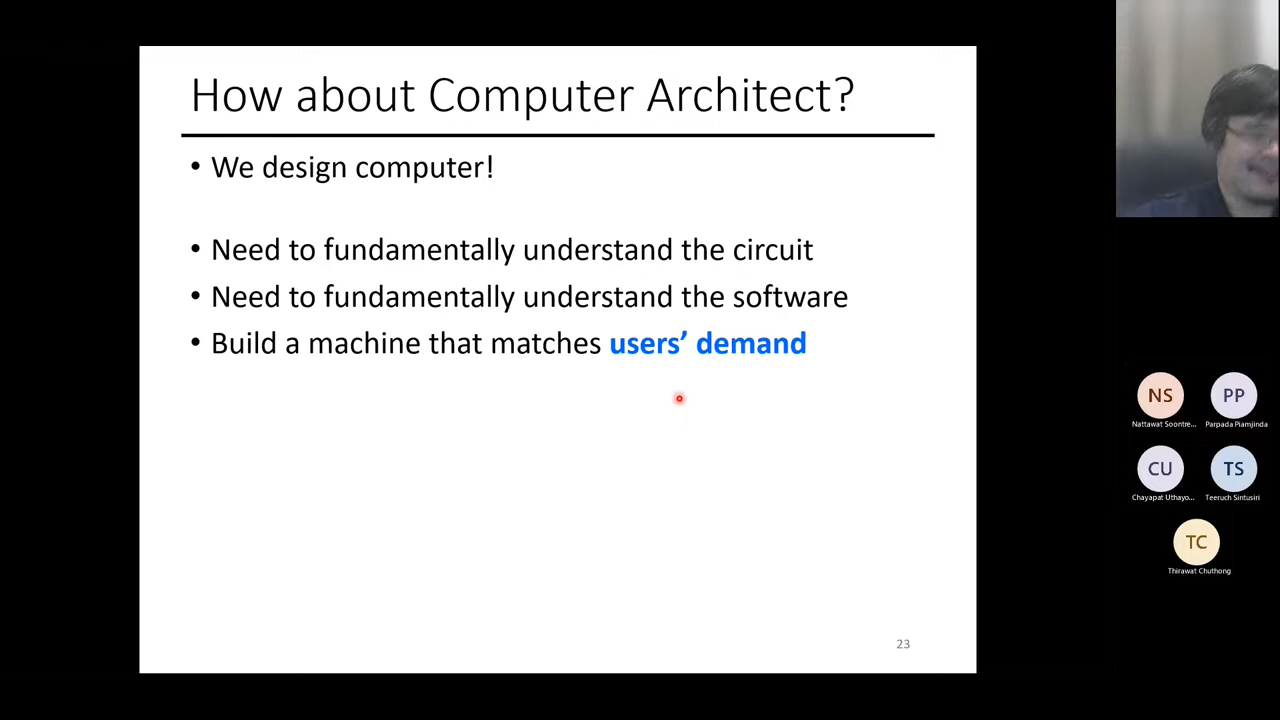 How about Computer Architect?
• We design computer!
• Need to fundamentally understand the circuit
• Need to fundamentally understand the software
• Build a machine that matches users’ demand
23
NS
PP
Nattawat Soontre...
Parpada Piamjinda
CU
TS
Chayapat Uthayo...
Teeruch Sintusiri
TC
Thirawat Chuthong